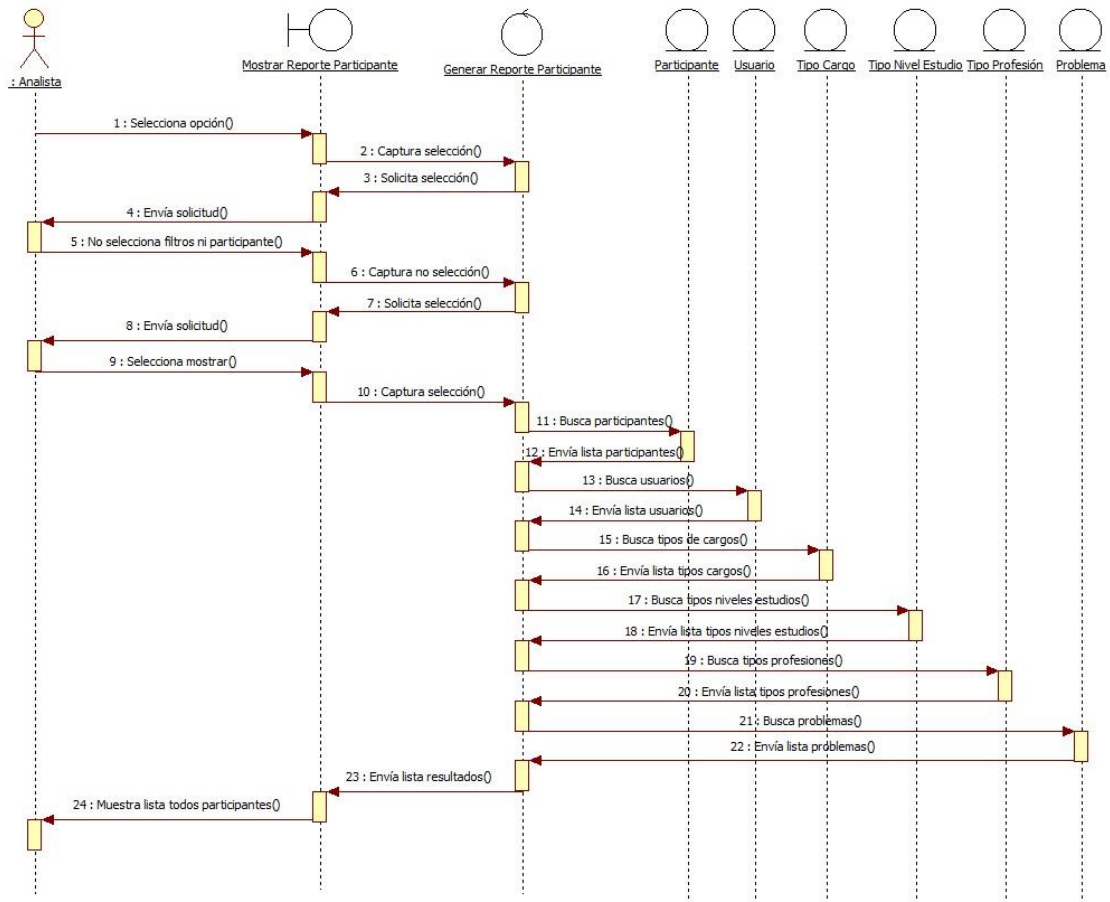 : Analista
Mostrar Reporte Participante
Generar Reporte Participante
Participante
Usuario
Tipo Cargo
Tipo Nivel Estudio
Tipo Profesión
Problema
1 : Selecciona opción()
2 : Captura selección()
3 : Solicita selección()
4 : Envía solicitud()
5 : No selecciona filtros ni participante()
6 : Captura no selección()
7 : Solicita selección()
8 : Envía solicitud()
9 : Selecciona mostrar()
10 : Captura selección()
11 : Busca participantes()
12 : Envía lista participantes()
13 : Busca usuarios()
14 : Envía lista usuarios()
15 : Busca tipos de cargos()
16 : Envía lista tipos cargos()
17 : Busca tipos niveles estudios()
18 : Envía lista tipos niveles estudios()
19 : Busca tipos profesiones()
20 : Envía lista tipos profesiones()
21 : Busca problemas()
22 : Envía lista problemas()
23 : Envía lista resultados()
24 : Muestra lista todos participantes()